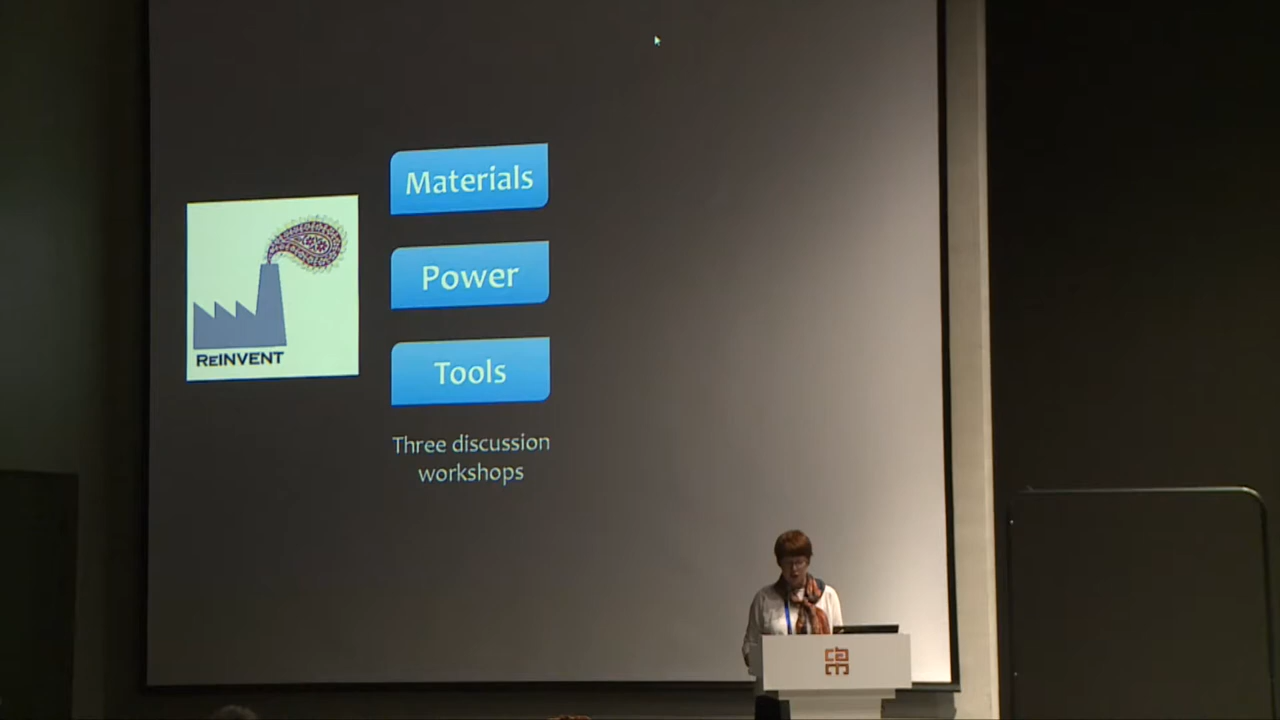 Materials
Power
Tools
REINVENT
Three discussion
workshops